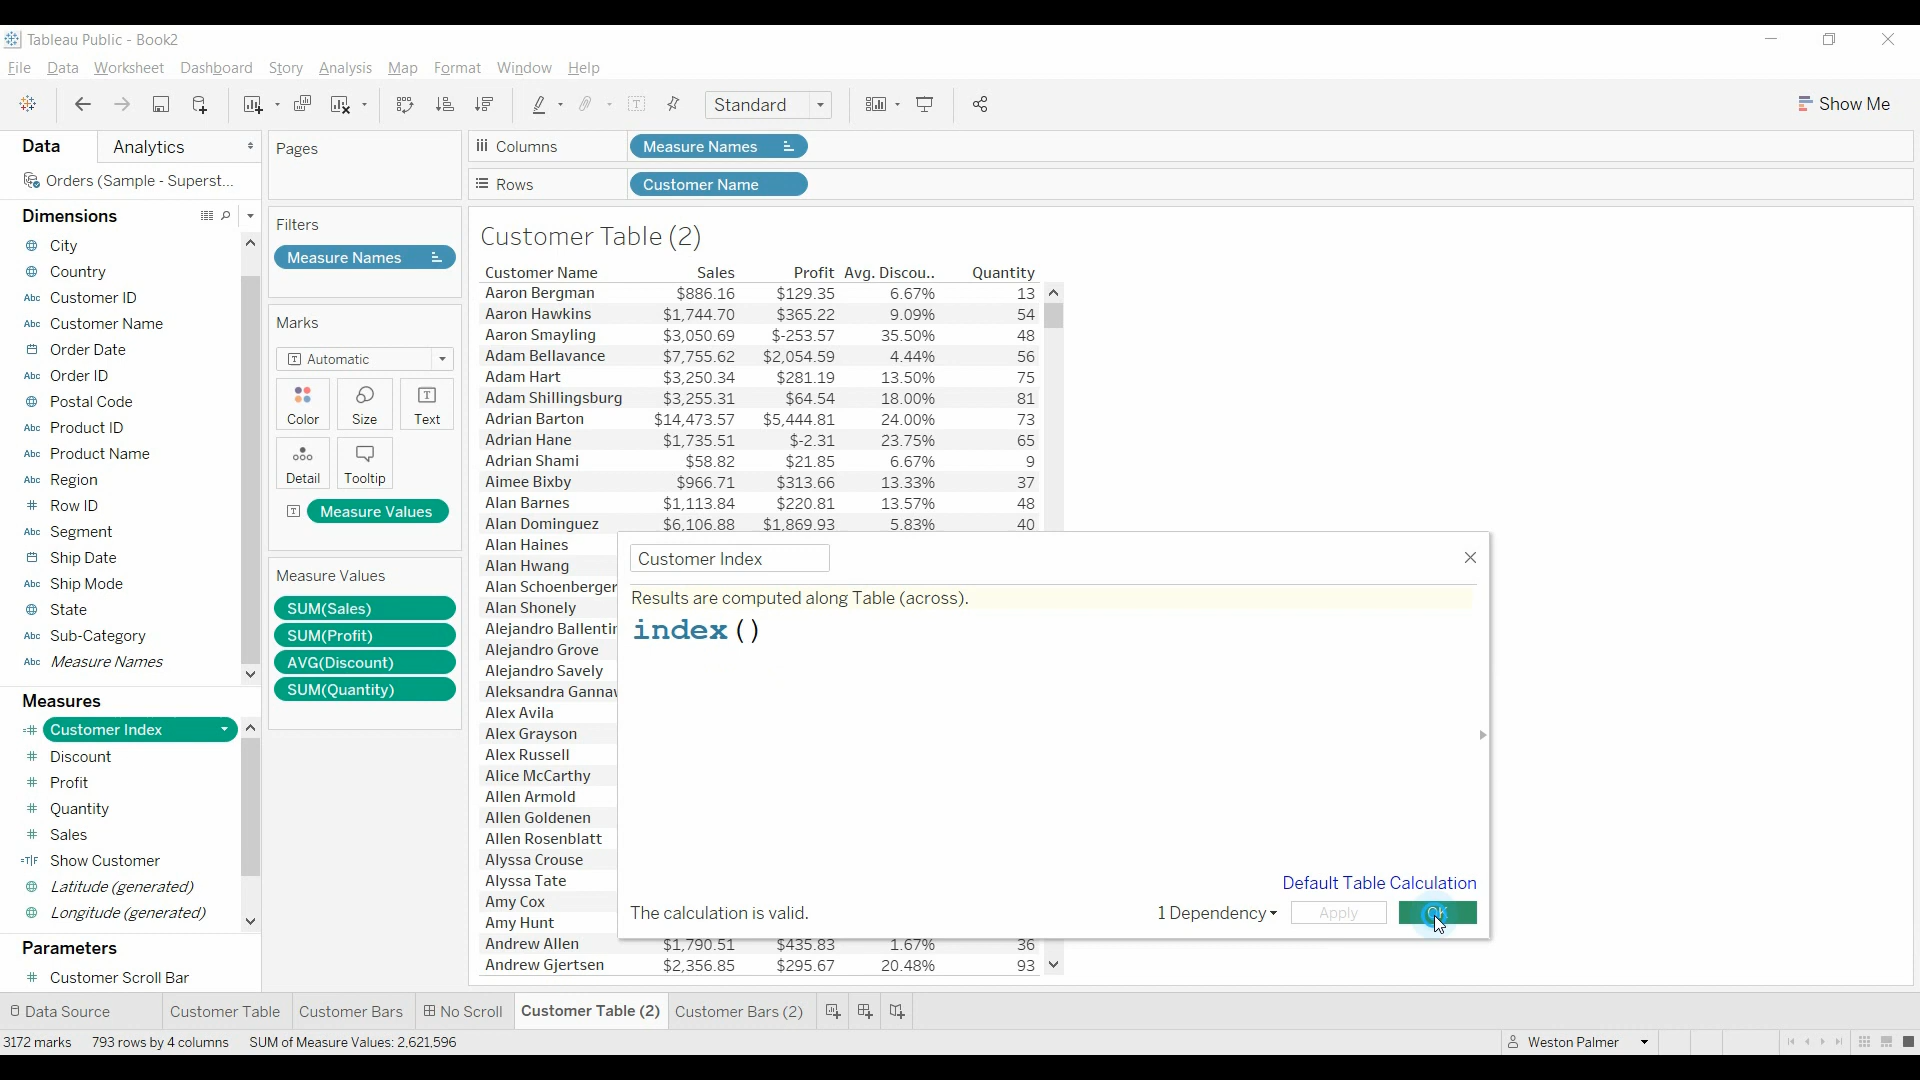 Tableau Public - Book2
File Data Worksheet Dashboard Story Analysis Map Format Window Help
Standard
Show Me
Data Analytics
Orders (Sample - Superst...
Dimensions
City
Country
Abc Customer ID
Abc Customer Name
Order Date
Abc Order ID
Postal Code
Abc Product ID
Abc Product Name
Abc Region
# Row ID
Abc Segment
Ship Date
Abc Ship Mode
State
Abc Sub-Category
Abc Measure Names
Measures
=# Customer Index
# Discount
# Profit
# Quantity
# Sales
=T|F Show Customer
Latitude (generated)
Longitude (generated)
Parameters
# Customer Scroll Bar
Pages
Filters
Measure Names
Marks
Automatic
Color Size Text
Detail Tooltip
Measure Values
Measure Values
SUM(Sales)
SUM(Profit)
AVG(Discount)
SUM(Quantity)
Columns Measure Names
Rows Customer Name
Customer Table (2)
Customer Name Sales Profit Avg. Discou.. Quantity
Aaron Bergman $886.16 $129.35 6.67% 13
Aaron Hawkins $1,744.70 $365.22 9.09% 54
Aaron Smayling $3,050.69 $-253.57 35.50% 48
Adam Bellavance $7,755.62 $2,054.59 4.44% 56
Adam Hart $3,250.34 $281.19 13.50% 75
Adam Shillingsburg $3,255.31 $64.54 18.00% 81
Adrian Barton $14,473.57 $5,444.81 24.00% 73
Adrian Hane $1,735.51 $-2.31 23.75% 65
Adrian Shami $58.82 $21.85 6.67% 9
Aimee Bixby $966.71 $313.66 13.33% 37
Alan Barnes $1,113.84 $220.81 13.57% 48
Alan Dominguez $6,106.88 $1,869.93 5.83% 40
Alan Haines
Alan Hwang
Alan Schoenberger
Alan Shonely
Alejandro Ballentin
Alejandro Grove
Alejandro Savely
Aleksandra Gannaw
Alex Avila
Alex Grayson
Alex Russell
Alice McCarthy
Allen Armold
Allen Goldenen
Allen Rosenblatt
Alyssa Crouse
Alyssa Tate
Amy Cox
Amy Hunt
Andrew Allen $1,790.51 $435.83 1.67% 36
Andrew Gjertsen $2,356.85 $295.67 20.48% 93
Customer Index
Results are computed along Table (across).
index()
Default Table Calculation
The calculation is valid. 1 Dependency Apply OK
Data Source Customer Table Customer Bars No Scroll Customer Table (2) Customer Bars (2)
3172 marks 793 rows by 4 columns SUM of Measure Values: 2,621,596 Weston Palmer